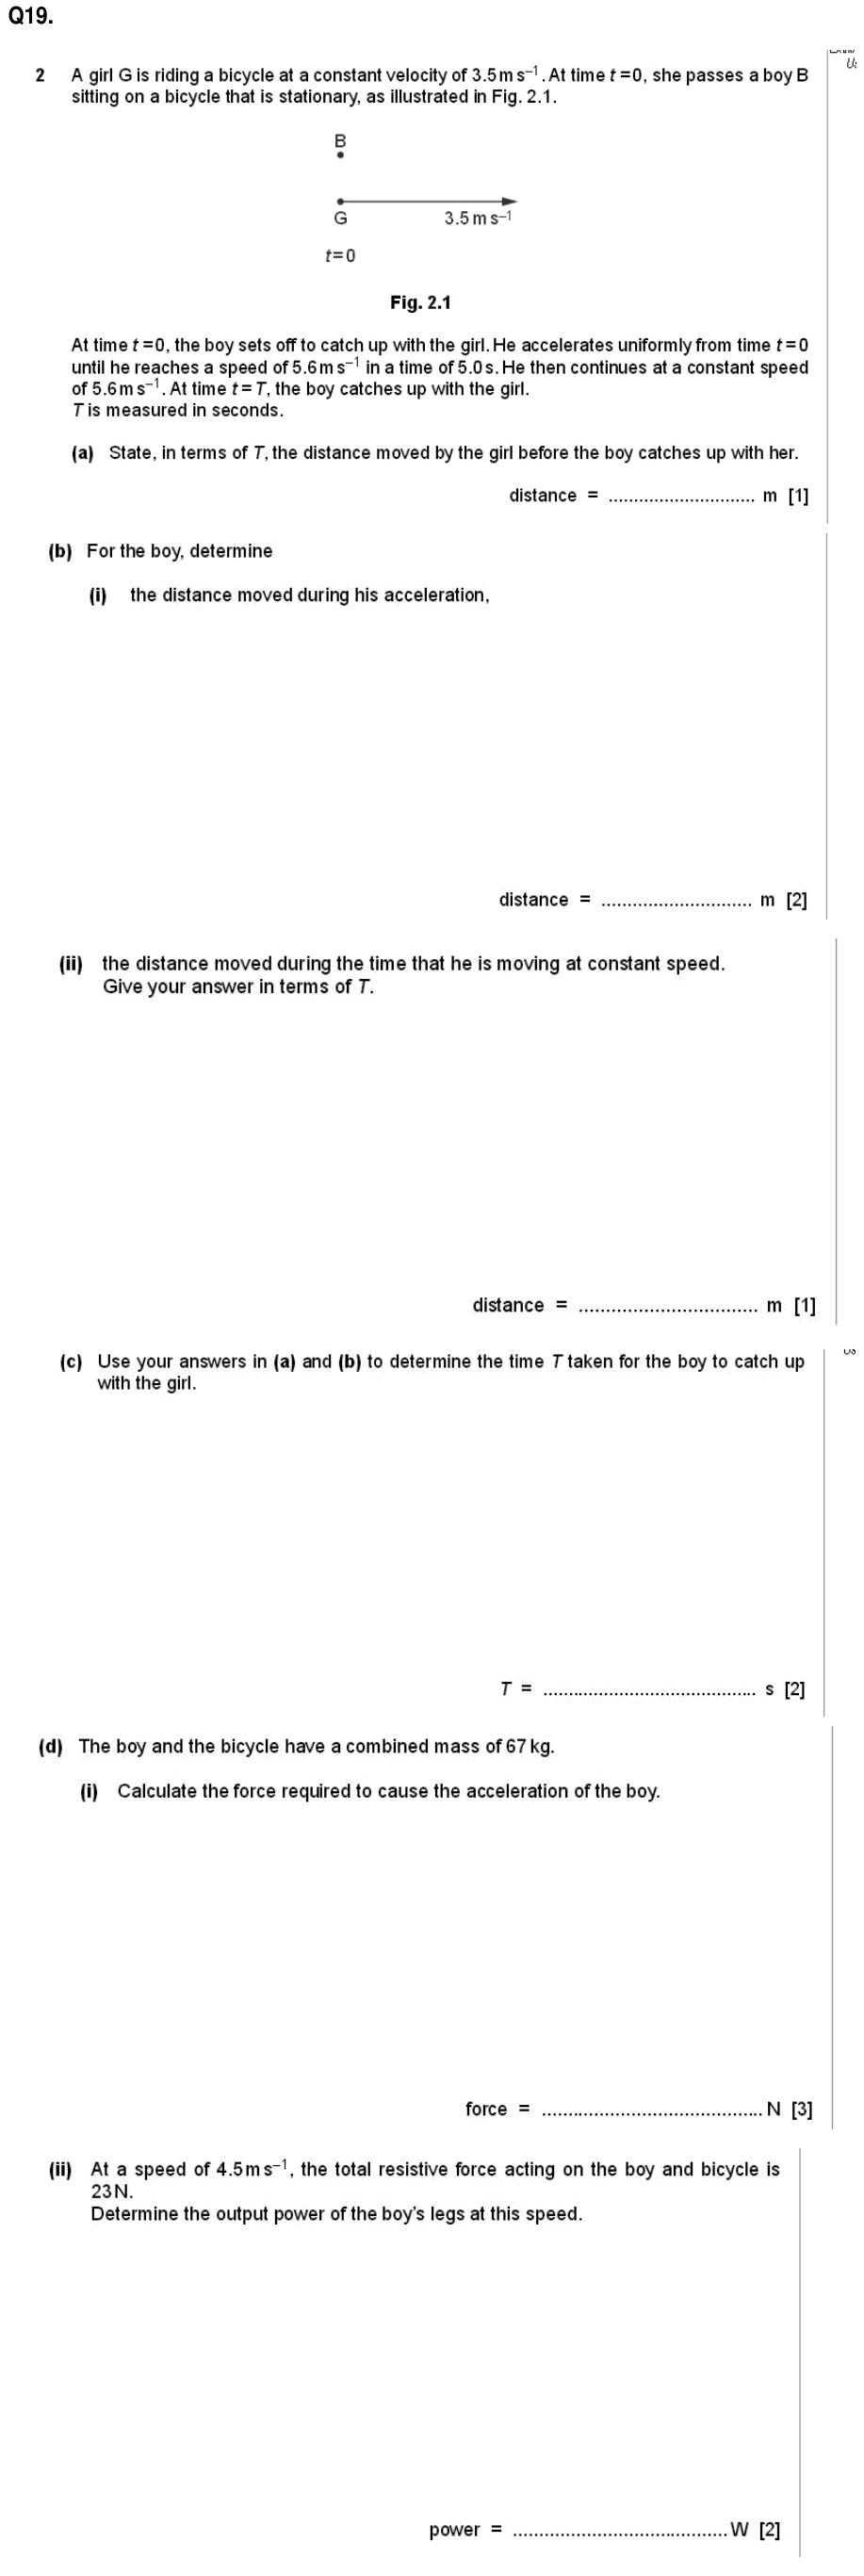 Q19.
2 A girl G is riding a bicycle at a constant velocity of 3.5 m s⁻¹. At time t = 0, she passes a boy B
sitting on a bicycle that is stationary, as illustrated in Fig. 2.1.
B
G 3.5 m s⁻¹
t = 0
Fig. 2.1
At time t = 0, the boy sets off to catch up with the girl. He accelerates uniformly from time t = 0
until he reaches a speed of 5.6 m s⁻¹ in a time of 5.0 s. He then continues at a constant speed
of 5.6 m s⁻¹. At time t = T, the boy catches up with the girl.
T is measured in seconds.
(a) State, in terms of T, the distance moved by the girl before the boy catches up with her.
distance = ............................. m [1]
(b) For the boy, determine
(i) the distance moved during his acceleration,
distance = ............................. m [2]
(ii) the distance moved during the time that he is moving at constant speed.
Give your answer in terms of T.
distance = .................................. m [1]
(c) Use your answers in (a) and (b) to determine the time T taken for the boy to catch up
with the girl.
T = .......................................... s [2]
(d) The boy and the bicycle have a combined mass of 67 kg.
(i) Calculate the force required to cause the acceleration of the boy.
force = ........................................... N [3]
(ii) At a speed of 4.5 m s⁻¹, the total resistive force acting on the boy and bicycle is
23 N.
Determine the output power of the boy's legs at this speed.
power = ......................................... W [2]